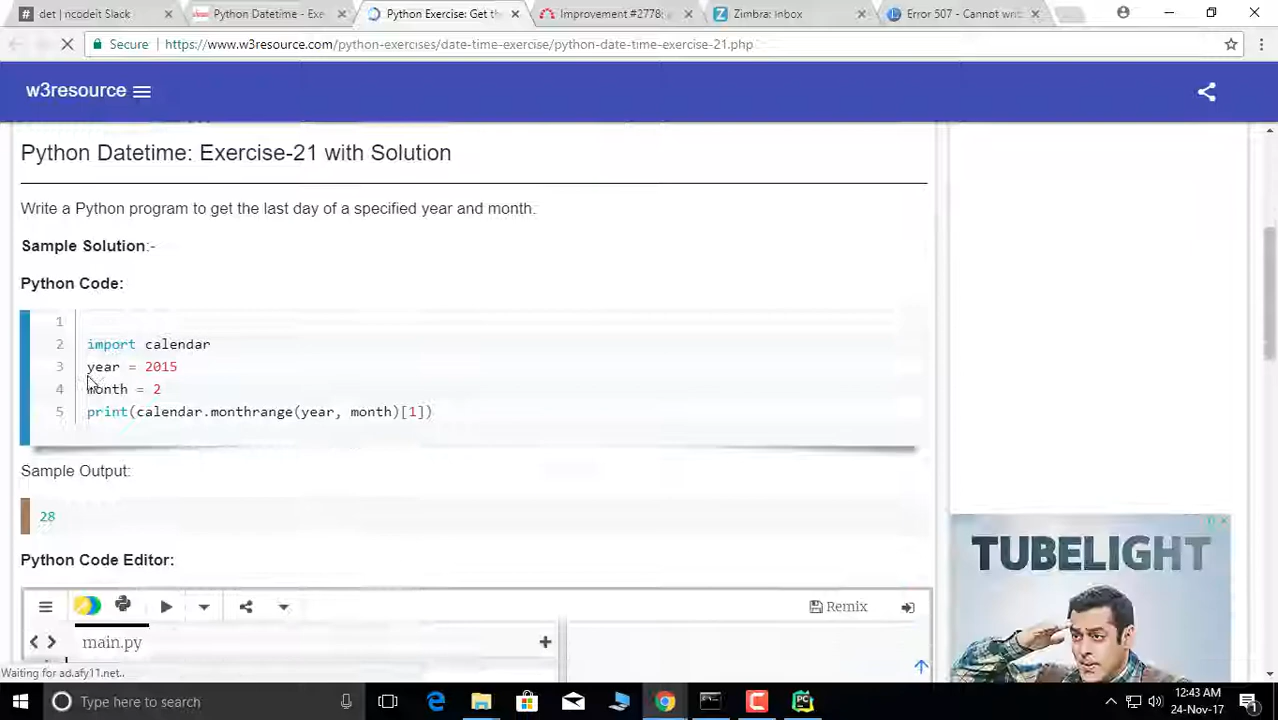 det | ncodeit Slack
Python Datetime - Exe
Python Exercise: Get th
Improvement #2778:
Zimbra: Inbox
Error 507 - Cannot wri
Secure
https://www.w3resource.com/python-exercises/date-time-exercise/python-date-time-exercise-21.php
w3resource
Python Datetime: Exercise-21 with Solution
Write a Python program to get the last day of a specified year and month.
Sample Solution:-
Python Code:
1
2 import calendar
3 year = 2015
4 month = 2
5 print(calendar.monthrange(year, month)[1])
Sample Output:
28
Python Code Editor:
Remix
main.py
TUBELIGHT
Waiting for ad.afy11.net..
Type here to search
12:43 AM
24-Nov-17